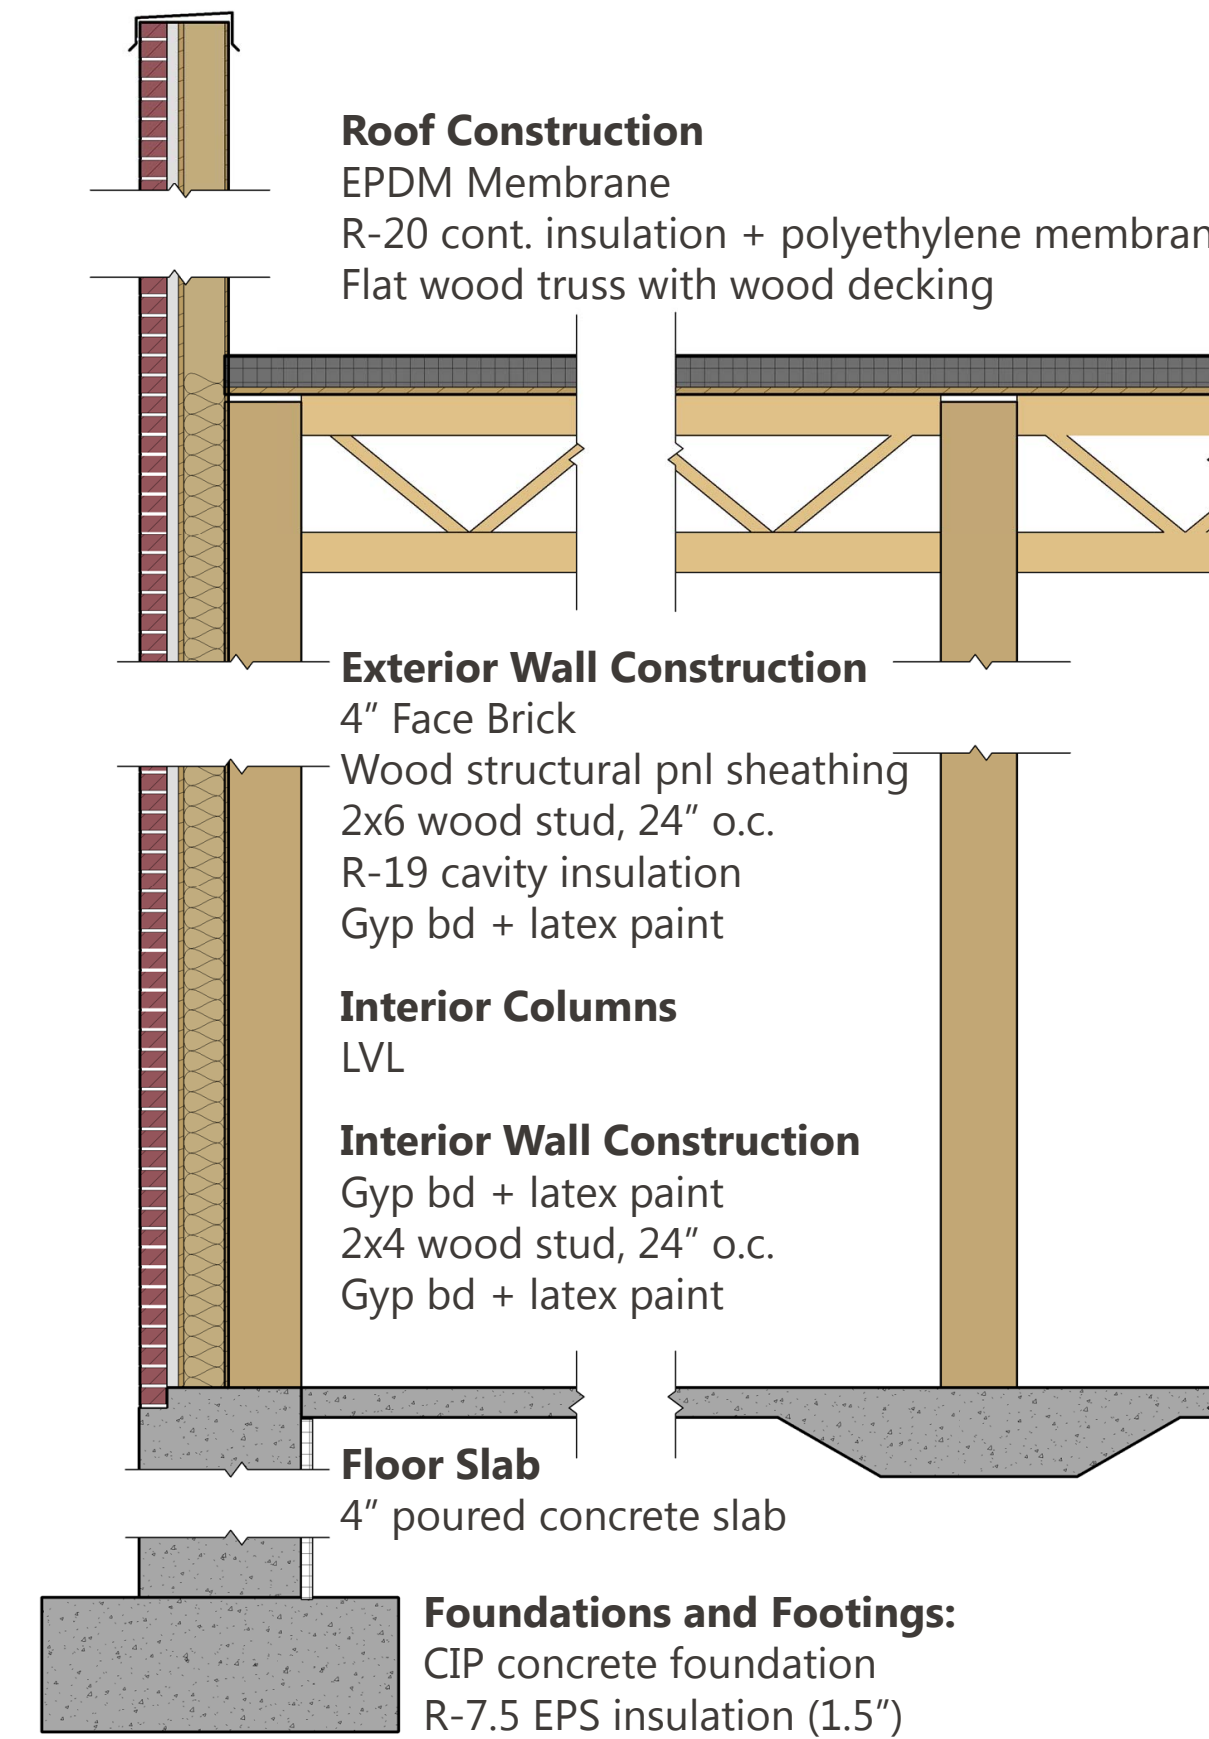 Roof Construction
EPDM Membrane
R-20 cont. insulation + polyethylene membran
Flat wood truss with wood decking
Exterior Wall Construction
4” Face Brick
Wood structural pnl sheathing
2x6 wood stud, 24” o.c.
R-19 cavity insulation
Gyp bd + latex paint
Interior Columns
LVL
Interior Wall Construction
Gyp bd + latex paint
2x4 wood stud, 24” o.c.
Gyp bd + latex paint
Floor Slab
4” poured concrete slab
Foundations and Footings:
CIP concrete foundation
R-7.5 EPS insulation (1.5”)